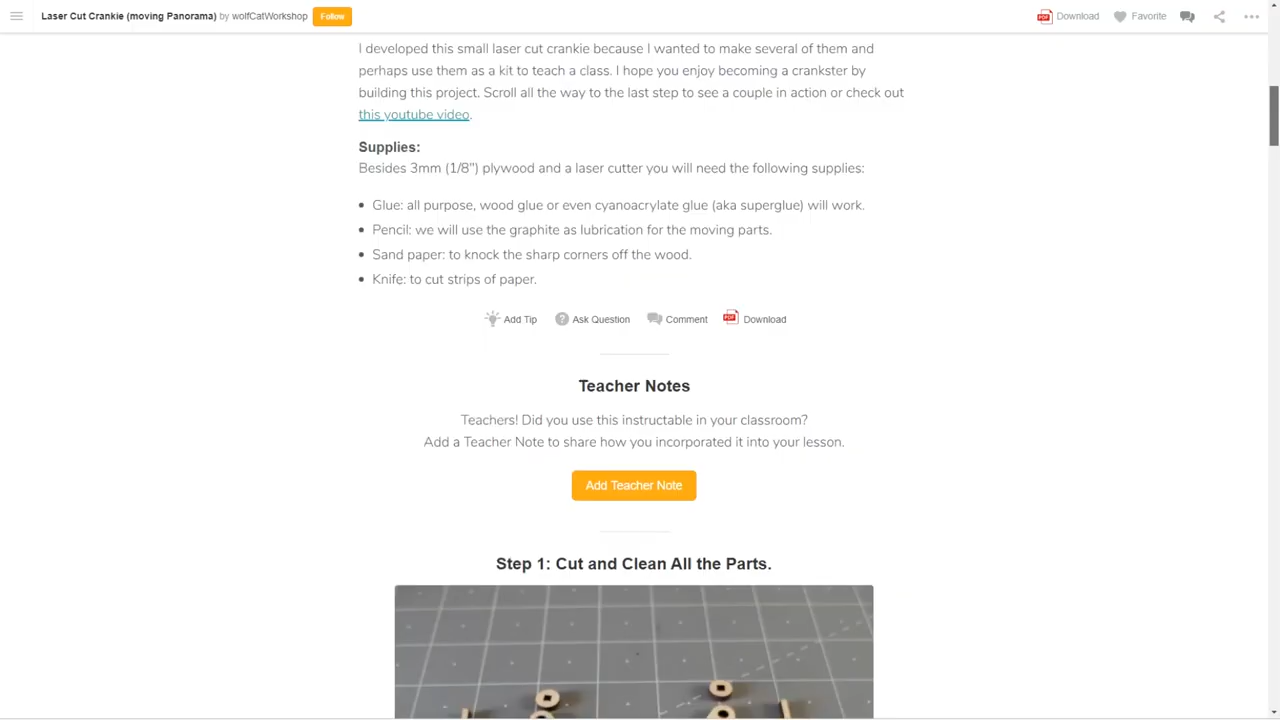 Laser Cut Crankie (moving Panorama) by wolfCatWorkshop Follow PDF Download Favorite
I developed this small laser cut crankie because I wanted to make several of them and
perhaps use them as a kit to teach a class. I hope you enjoy becoming a crankster by
building this project. Scroll all the way to the last step to see a couple in action or check out
this youtube video.
Supplies:
Besides 3mm (1/8") plywood and a laser cutter you will need the following supplies:
Glue: all purpose, wood glue or even cyanoacrylate glue (aka superglue) will work.
Pencil: we will use the graphite as lubrication for the moving parts.
Sand paper: to knock the sharp corners off the wood.
Knife: to cut strips of paper.
Add Tip ? Ask Question Comment PDF Download
Teacher Notes
Teachers! Did you use this instructable in your classroom?
Add a Teacher Note to share how you incorporated it into your lesson.
Add Teacher Note
Step 1: Cut and Clean All the Parts.